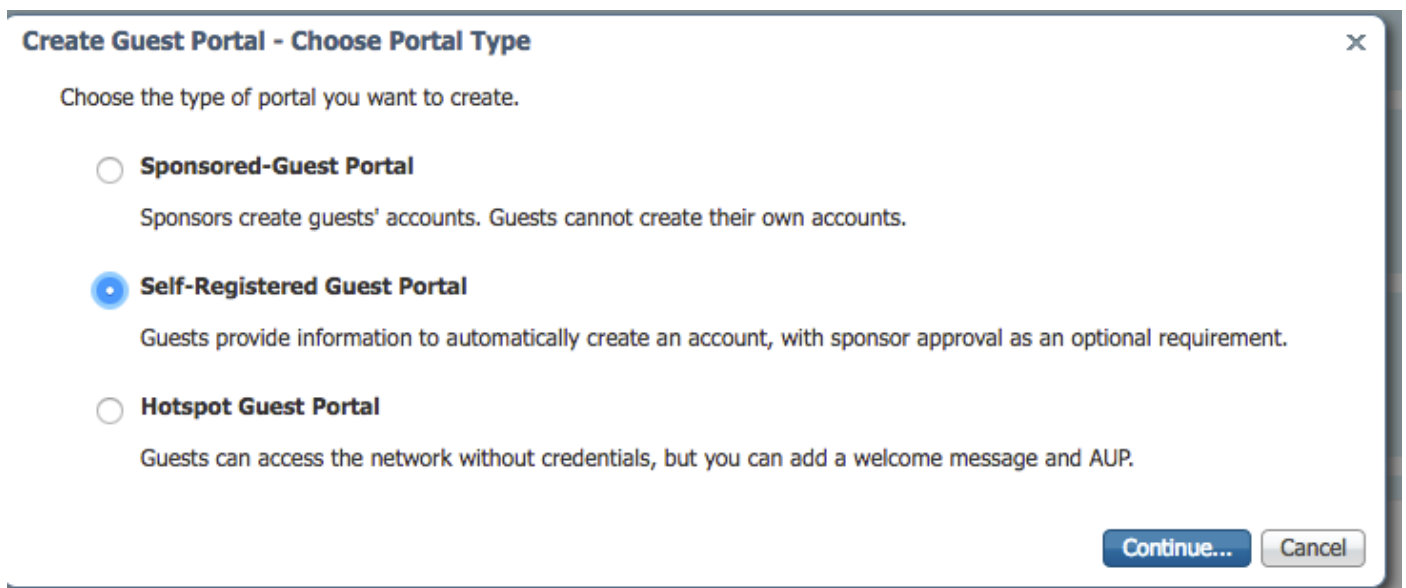 Create Guest Portal - Choose Portal Type
Choose the type of portal you want to create.
Sponsored-Guest Portal
Sponsors create guests' accounts. Guests cannot create their own accounts.
Self-Registered Guest Portal
Guests provide information to automatically create an account, with sponsor approval as an optional requirement.
Hotspot Guest Portal
Guests can access the network without credentials, but you can add a welcome message and AUP.
Continue... Cancel